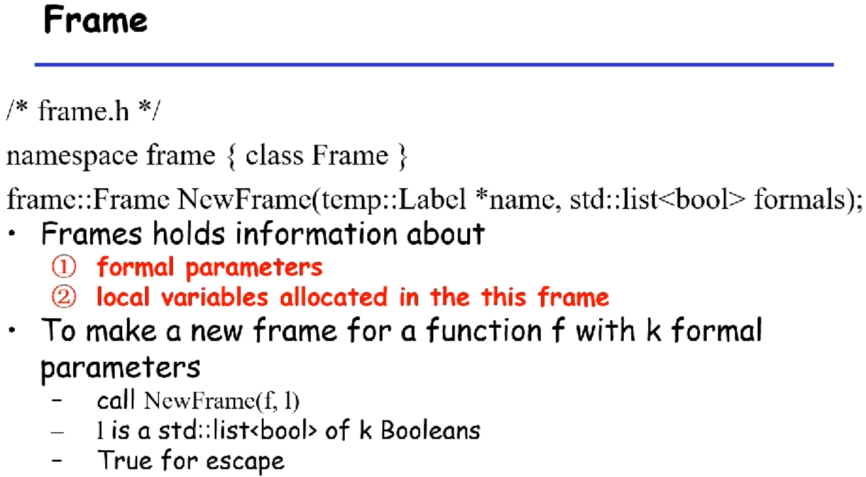 Frame
/* frame.h */
namespace frame { class Frame }
frame::Frame NewFrame(temp::Label *name, std::list<bool> formals);
• Frames holds information about
① formal parameters
② local variables allocated in the this frame
• To make a new frame for a function f with k formal
parameters
– call NewFrame(f, l)
– l is a std::list<bool> of k Booleans
– True for escape